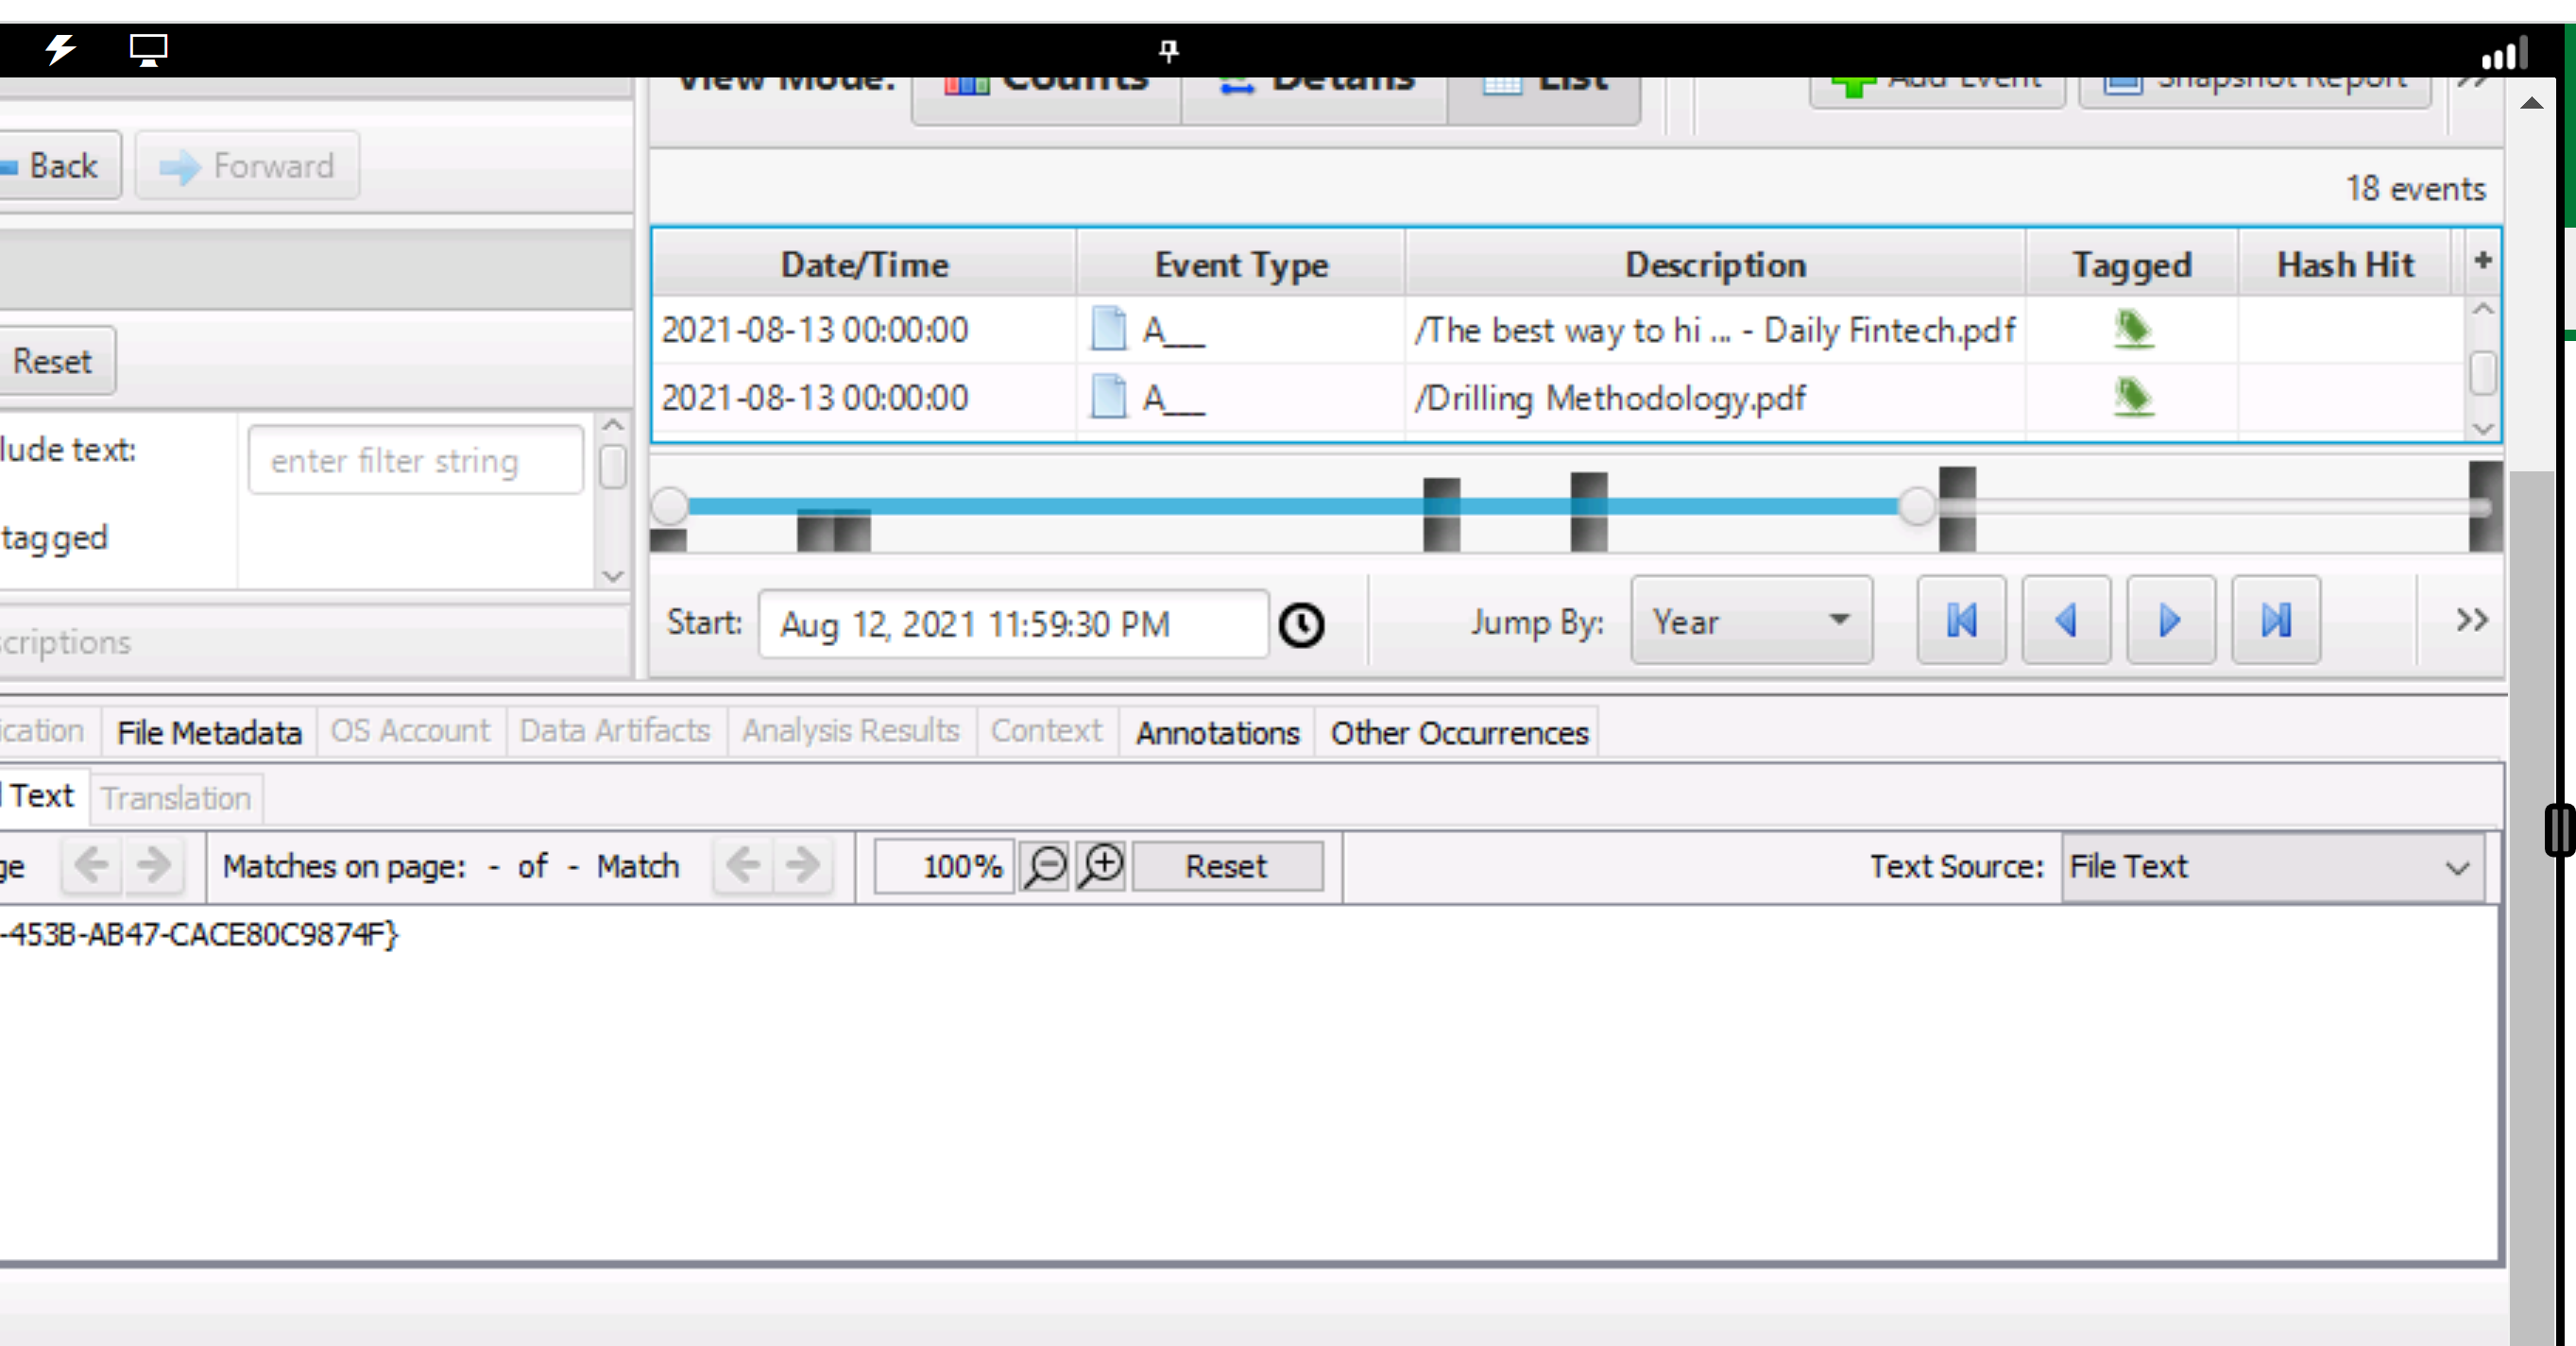 View Mode: Counts Details List Add Event Snapshot Report >>
Back Forward
18 events
Date/Time Event Type Description Tagged Hash Hit +
2021-08-13 00:00:00 A___ /The best way to hi ... - Daily Fintech.pdf
Reset
2021-08-13 00:00:00 A___ /Drilling Methodology.pdf
lude text: enter filter string
tagged
Start: Aug 12, 2021 11:59:30 PM Jump By: Year >>
scriptions
ication File Metadata OS Account Data Artifacts Analysis Results Context Annotations Other Occurrences
Text Translation
ge Matches on page: - of - Match 100% Reset Text Source: File Text
-453B-AB47-CACE80C9874F}